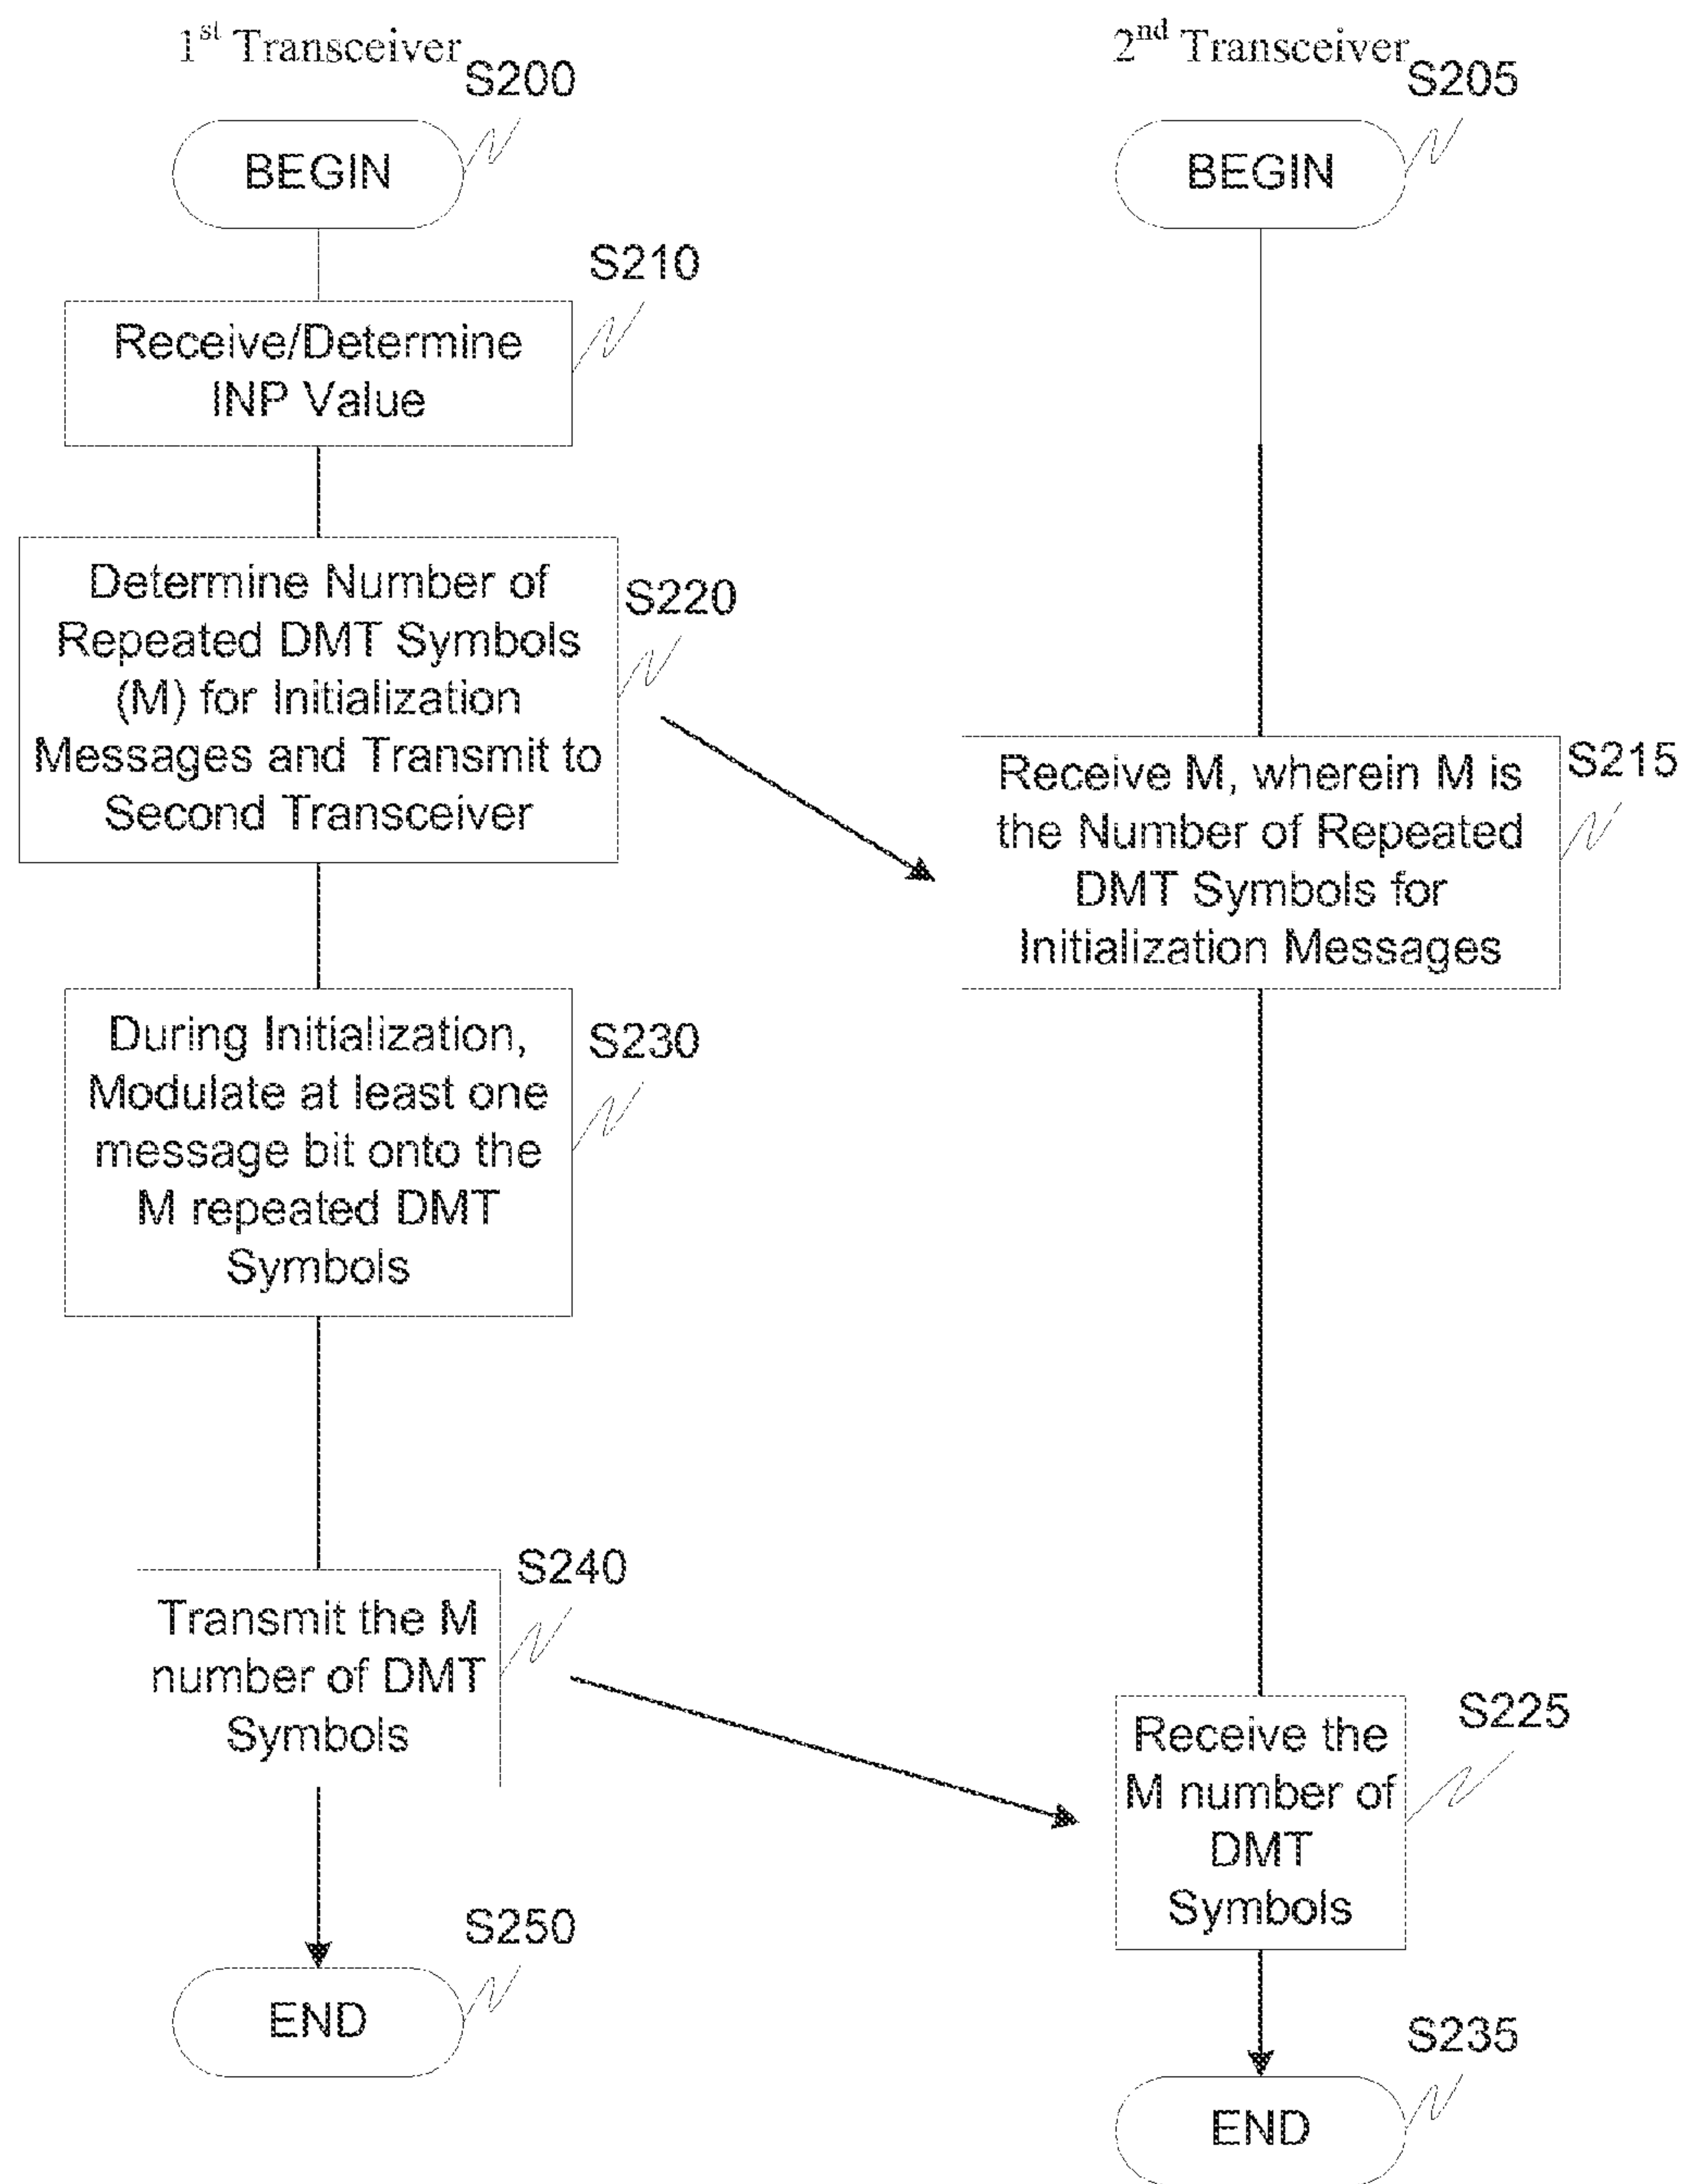 1st Transceiver
S200
BEGIN
S210
Receive/Determine
INP Value
Determine Number of
Repeated DMT Symbols
(M) for Initialization
Messages and Transmit to
Second Transceiver
S220
During Initialization,
Modulate at least one
message bit onto the
M repeated DMT
Symbols
S230
S240
Transmit the M
number of DMT
Symbols
S250
END
2nd Transceiver
S205
BEGIN
S215
Receive M, wherein M is
the Number of Repeated
DMT Symbols for
Initialization Messages
S225
Receive the
M number of
DMT
Symbols
S235
END